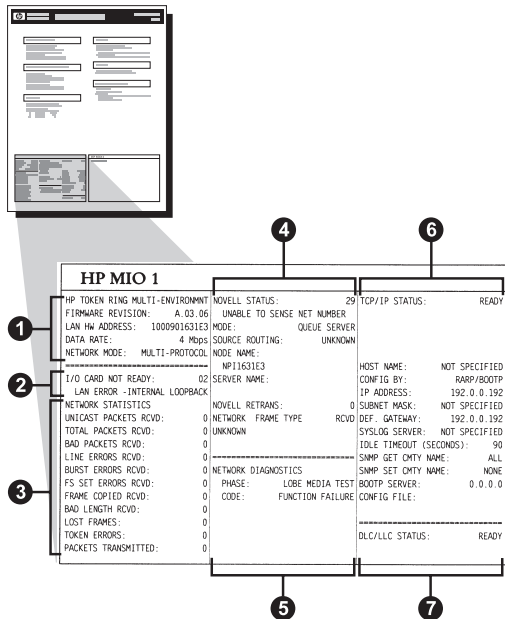 4
6
HP MIO 1
1
HP TOKEN RING MULTI-ENVIRONMNT
FIRMWARE REVISION: A.03.06
LAN HW ADDRESS: 1000901631E3
DATA RATE: 4 Mbps
NETWORK MODE: MULTI-PROTOCOL
2
I/O CARD NOT READY: 02
LAN ERROR -INTERNAL LOOPBACK
3
NETWORK STATISTICS
UNICAST PACKETS RCVD: 0
TOTAL PACKETS RCVD: 0
BAD PACKETS RCVD: 0
LINE ERRORS RCVD: 0
BURST ERRORS RCVD: 0
FS SET ERRORS RCVD: 0
FRAME COPIED RCVD: 0
BAD LENGTH RCVD: 0
LOST FRAMES: 0
TOKEN ERRORS: 0
PACKETS TRANSMITTED: 0
NOVELL STATUS: 29
UNABLE TO SENSE NET NUMBER
MODE: QUEUE SERVER
SOURCE ROUTING: UNKNOWN
NODE NAME:
NPI1631E3
SERVER NAME:
NOVELL RETRANS: 0
NETWORK FRAME TYPE RCVD
UNKNOWN
NETWORK DIAGNOSTICS
PHASE: LOBE MEDIA TEST
CODE: FUNCTION FAILURE
5
TCP/IP STATUS: READY
HOST NAME: NOT SPECIFIED
CONFIG BY: RARP/BOOTP
IP ADDRESS: 192.0.0.192
SUBNET MASK: NOT SPECIFIED
DEF. GATEWAY: 192.0.0.192
SYSLOG SERVER: NOT SPECIFIED
IDLE TIMEOUT (SECONDS): 90
SNMP GET CMTY NAME: ALL
SNMP SET CMTY NAME: NONE
BOOTP SERVER: 0.0.0.0
CONFIG FILE:
DLC/LLC STATUS: READY
7